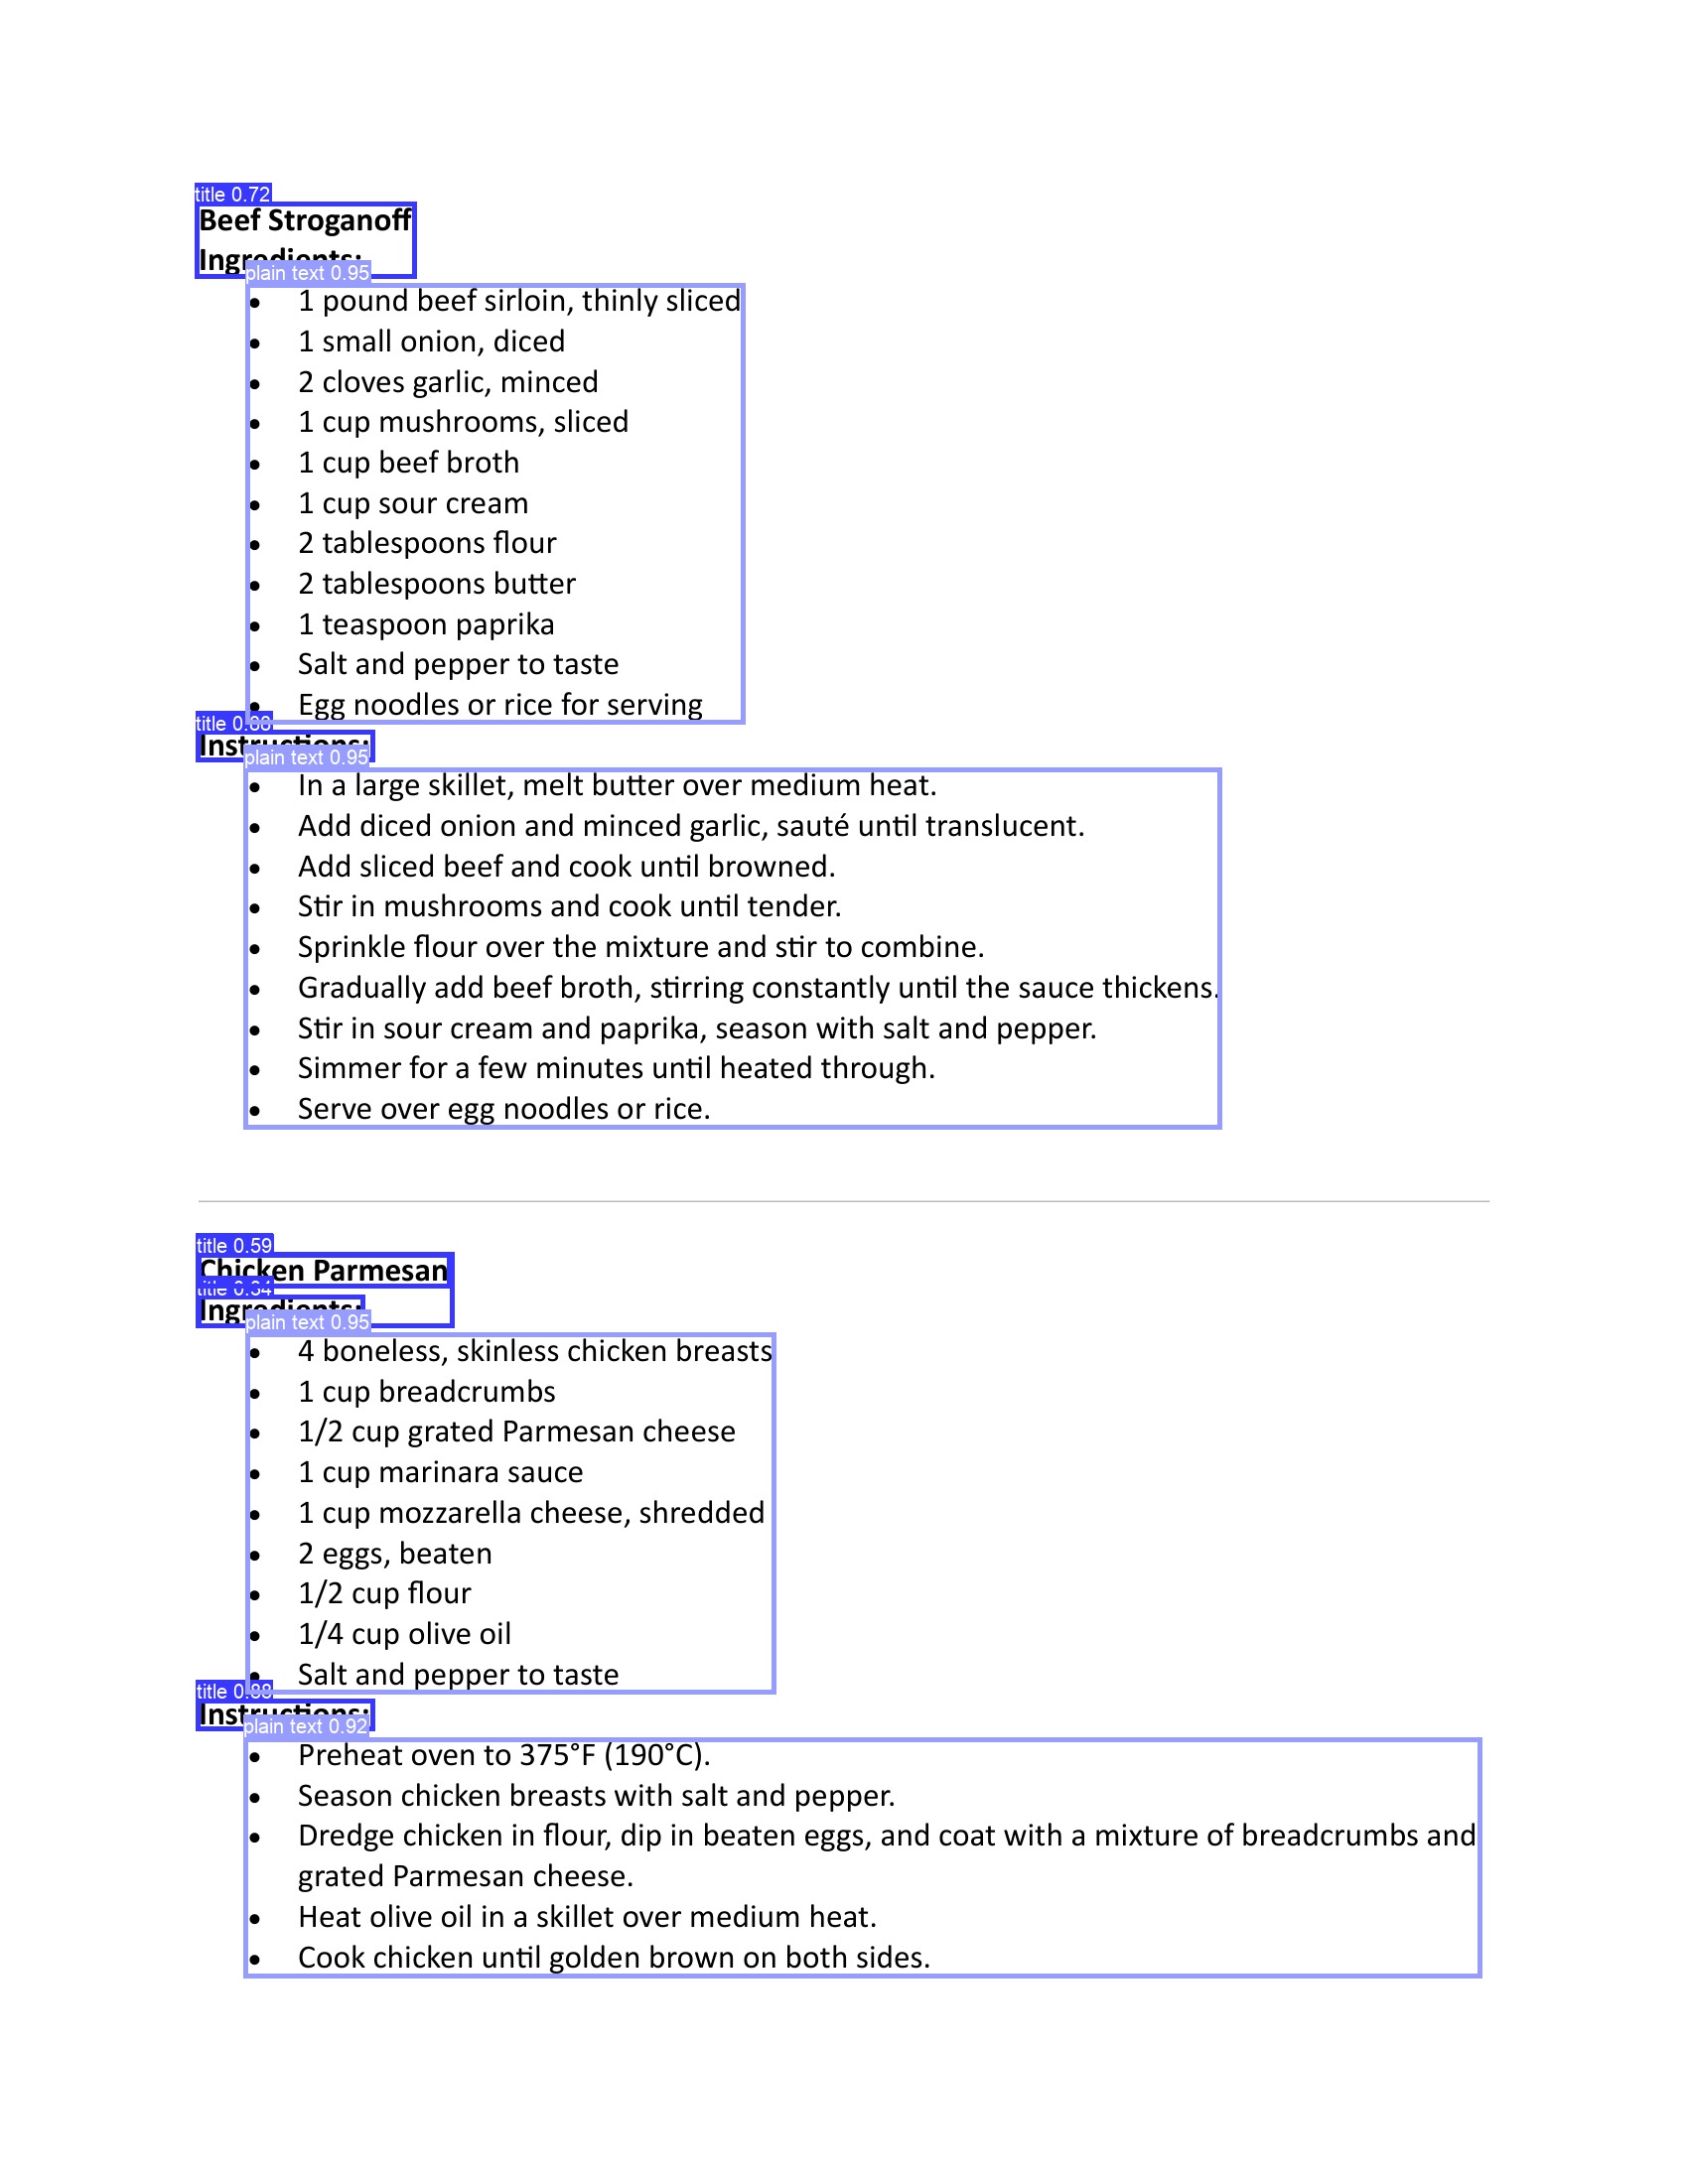 title 0.72
Beef Stroganoff
Ingredients:
plain text 0.95
• 1 pound beef sirloin, thinly sliced
• 1 small onion, diced
• 2 cloves garlic, minced
• 1 cup mushrooms, sliced
• 1 cup beef broth
• 1 cup sour cream
• 2 tablespoons flour
• 2 tablespoons butter
• 1 teaspoon paprika
• Salt and pepper to taste
• Egg noodles or rice for serving
title
Instructions:
plain text 0.95
• In a large skillet, melt butter over medium heat.
• Add diced onion and minced garlic, sauté until translucent.
• Add sliced beef and cook until browned.
• Stir in mushrooms and cook until tender.
• Sprinkle flour over the mixture and stir to combine.
• Gradually add beef broth, stirring constantly until the sauce thickens.
• Stir in sour cream and paprika, season with salt and pepper.
• Simmer for a few minutes until heated through.
• Serve over egg noodles or rice.
title 0.59
Chicken Parmesan
title 0.34
Ingredients:
plain text 0.95
• 4 boneless, skinless chicken breasts
• 1 cup breadcrumbs
• 1/2 cup grated Parmesan cheese
• 1 cup marinara sauce
• 1 cup mozzarella cheese, shredded
• 2 eggs, beaten
• 1/2 cup flour
• 1/4 cup olive oil
• Salt and pepper to taste
title 0.88
Instructions:
plain text 0.92
• Preheat oven to 375°F (190°C).
• Season chicken breasts with salt and pepper.
• Dredge chicken in flour, dip in beaten eggs, and coat with a mixture of breadcrumbs and
grated Parmesan cheese.
• Heat olive oil in a skillet over medium heat.
• Cook chicken until golden brown on both sides.